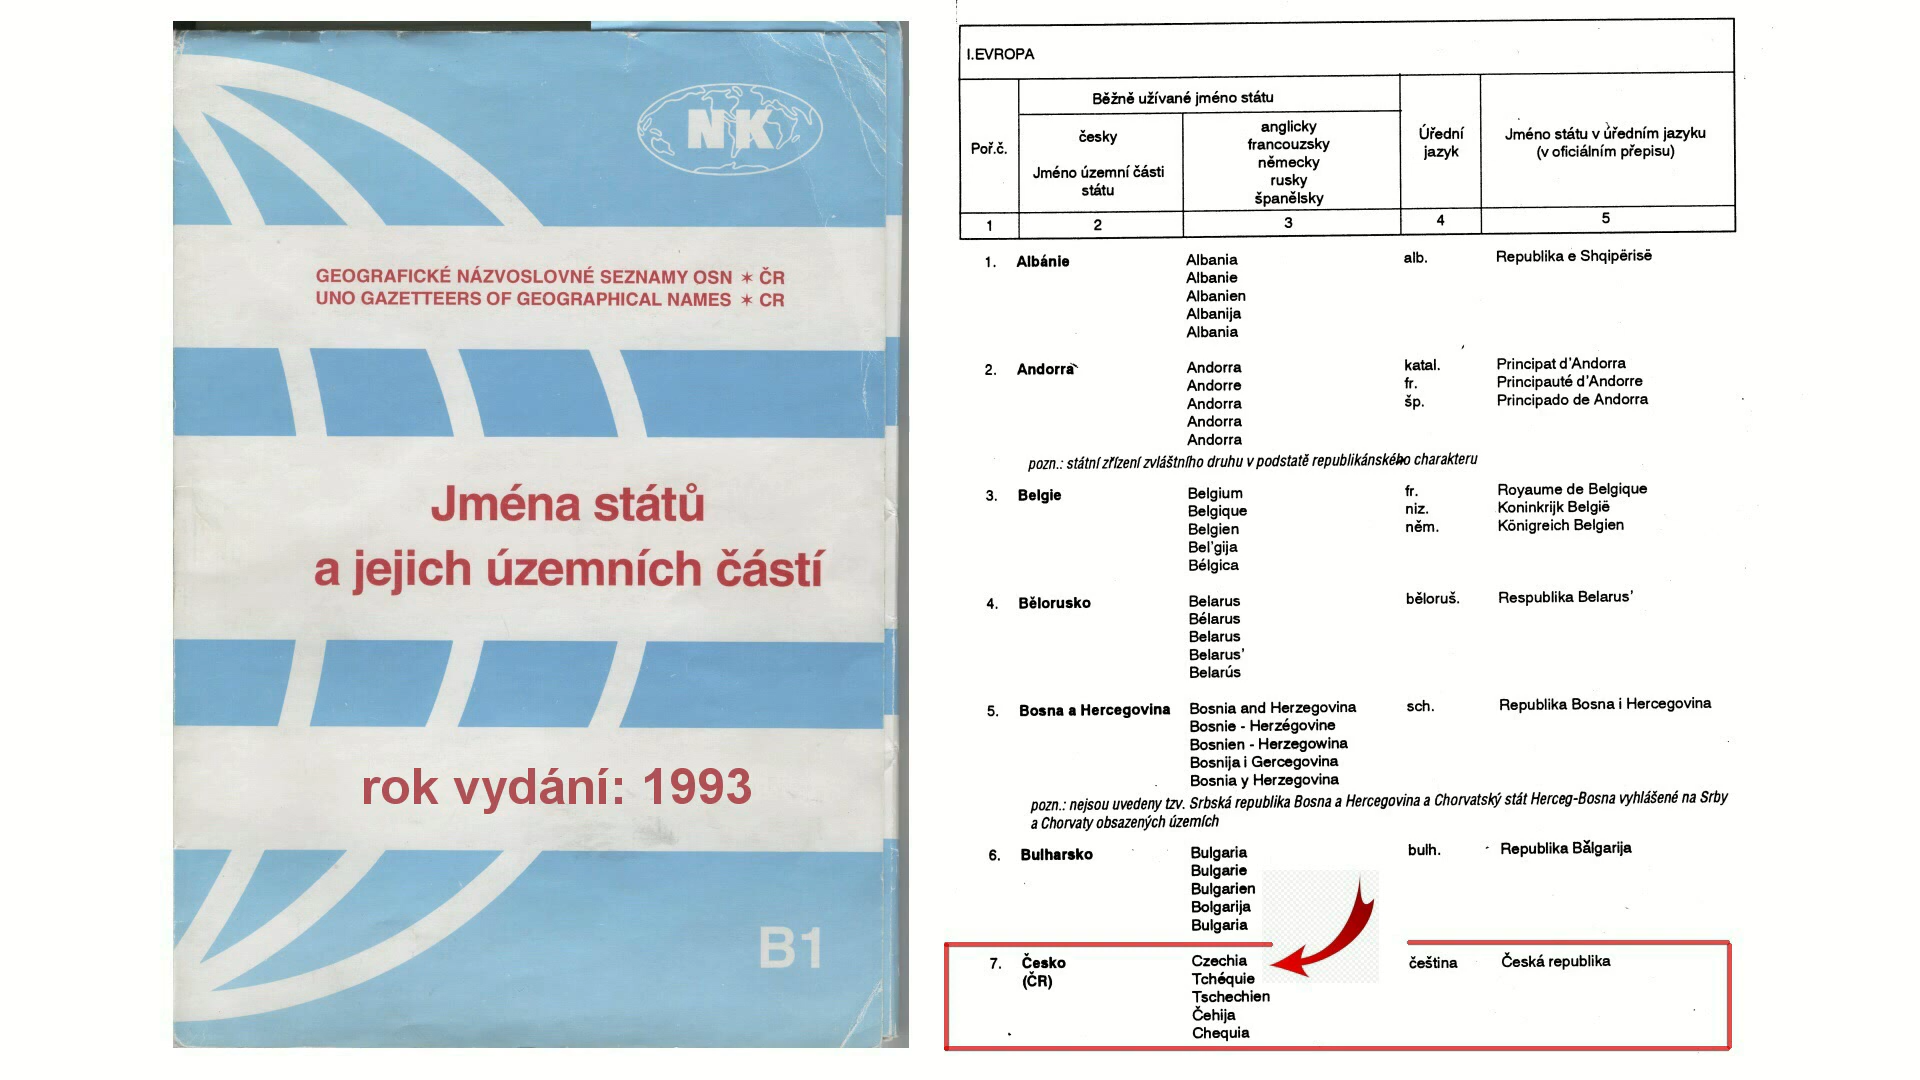 NK
GEOGRAFICKÉ NÁZVOSLOVNÉ SEZNAMY OSN ✶ ČR
UNO GAZETTEERS OF GEOGRAPHICAL NAMES ✶ CR
Jména států
a jejich územních částí
rok vydání: 1993
B1
I.EVROPA
Poř.č.
Běžně užívané jméno státu
česky
Jméno územní části
státu
anglicky
francouzsky
německy
rusky
španělsky
Úřední
jazyk
Jméno státu v úředním jazyku
(v oficiálním přepisu)
1 2 3 4 5
1. Albánie Albania alb. Republika e Shqipërisë
Albanie
Albanien
Albanija
Albania
2. Andorra Andorra katal. Principat d'Andorra
Andorre fr. Principauté d'Andorre
Andorra šp. Principado de Andorra
Andorra
Andorra
pozn.: státní zřízení zvláštního druhu v podstatě republikánského charakteru
3. Belgie Belgium fr. Royaume de Belgique
Belgique niz. Koninkrijk België
Belgien něm. Königreich Belgien
Bel'gija
Bélgica
4. Bělorusko Belarus běloruš. Respublika Belarus'
Bélarus
Belarus
Belarus'
Belarús
5. Bosna a Hercegovina Bosnia and Herzegovina sch. Republika Bosna i Hercegovina
Bosnie - Herzégovine
Bosnien - Herzegowina
Bosnija i Gercegovina
Bosnia y Herzegovina
pozn.: nejsou uvedeny tzv. Srbská republika Bosna a Hercegovina a Chorvatský stát Herceg-Bosna vyhlášené na Srby
a Chorvaty obsazených územích
6. Bulharsko Bulgaria bulh. Republika Bălgarija
Bulgarie
Bulgarien
Bolgarija
Bulgaria
7. Česko Czechia čeština Česká republika
(ČR) Tchéquie
Tschechien
Čehija
Chequia